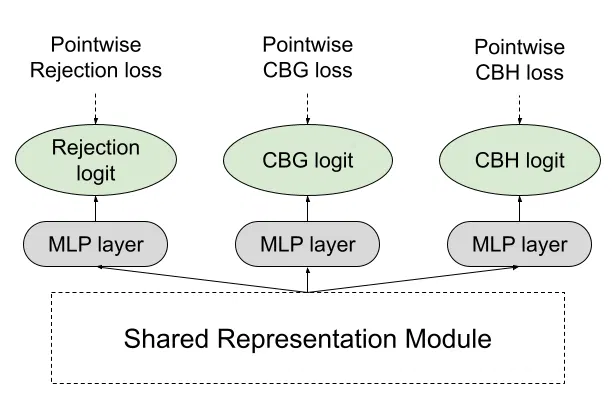 Pointwise
Rejection loss
Pointwise
CBG loss
Pointwise
CBH loss
Rejection
logit
CBG logit
CBH logit
MLP layer
MLP layer
MLP layer
Shared Representation Module